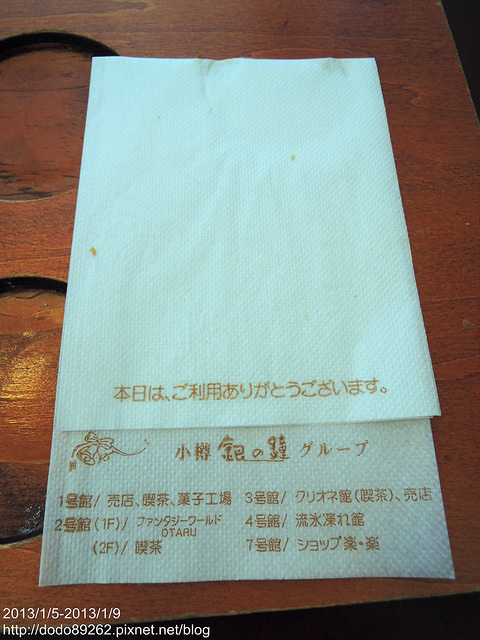 本日は、ご利用ありがとうございます。
小樽 銀の鐘 グループ
1号館/ 売店、喫茶、菓子工場 3号館/ クリオネ館(喫茶)、売店
2号館(1F)/ ファンタジーワールド OTARU 4号館/ 流氷凍れ館
(2F)/ 喫茶 7号館/ ショップ楽・楽
2013/1/5-2013/1/9
http://dodo89262.pixnet.net/blog